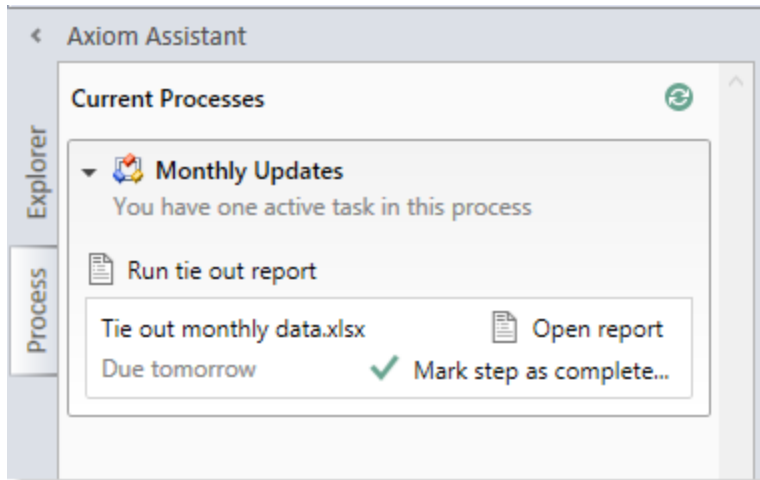 Axiom Assistant
Current Processes
Explorer
Monthly Updates
You have one active task in this process
Run tie out report
Process
Tie out monthly data.xlsx
Open report
Due tomorrow
Mark step as complete...